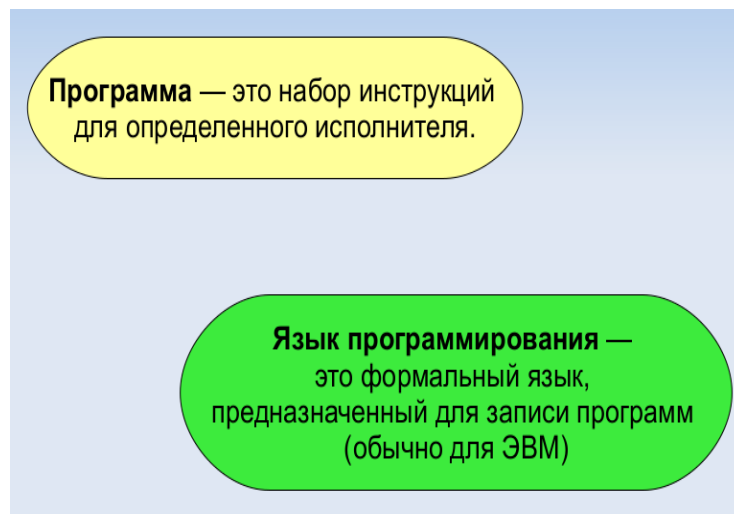 Программа — это набор инструкций
для определенного исполнителя.
Язык программирования —
это формальный язык,
предназначенный для записи программ
(обычно для ЭВМ)